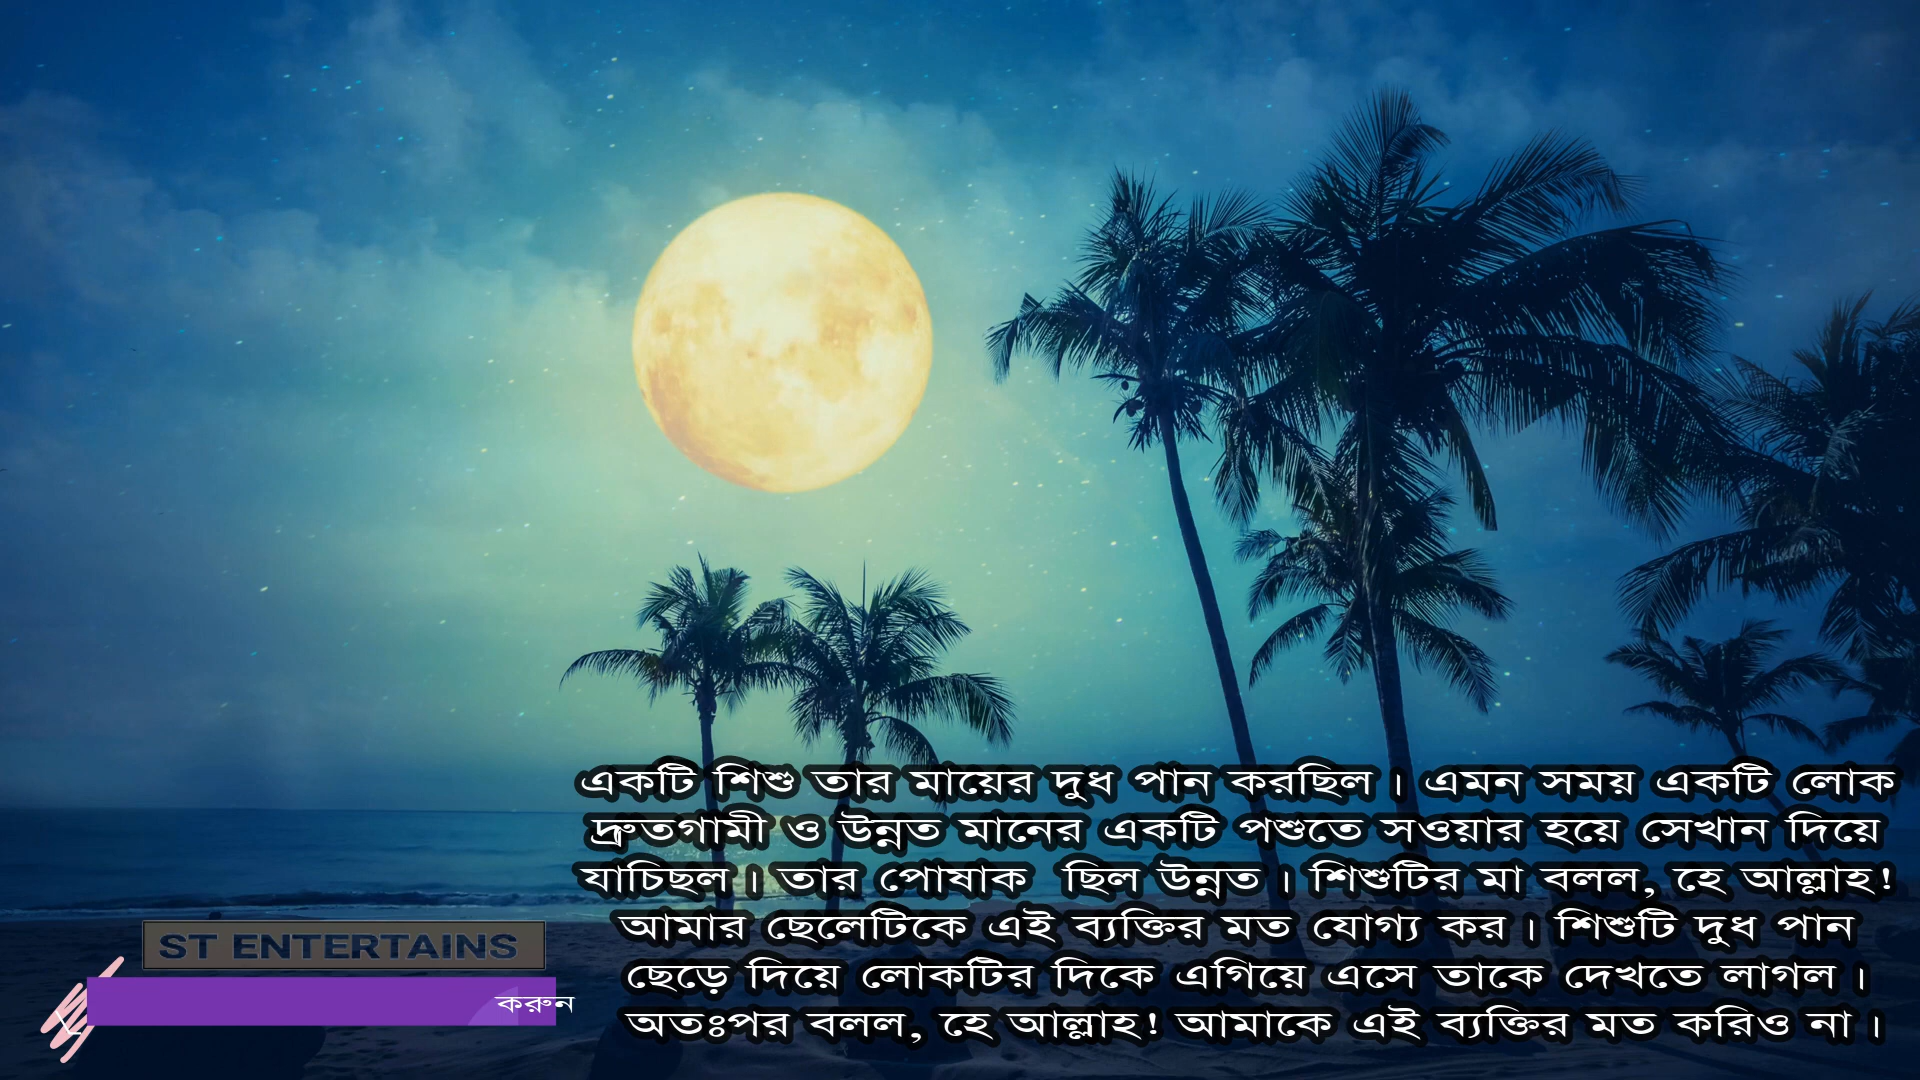 একটি শিশু তার মায়ের দুধ পান করছিল। এমন সময় একটি লোক
দ্রুতগামী ও উন্নত মানের একটি পশুতে সওয়ার হয়ে সেখান দিয়ে
যাচিছল। তার পোষাক  ছিল উন্নত। শিশুটির মা বলল, হে আল্লাহ!
আমার ছেলেটিকে এই ব্যক্তির মত যোগ্য কর। শিশুটি দুধ পান
ছেড়ে দিয়ে লোকটির দিকে এগিয়ে এসে তাকে দেখতে লাগল।
অতঃপর বলল, হে আল্লাহ! আমাকে এই ব্যক্তির মত করিও না।
ST ENTERTAINS
করুন